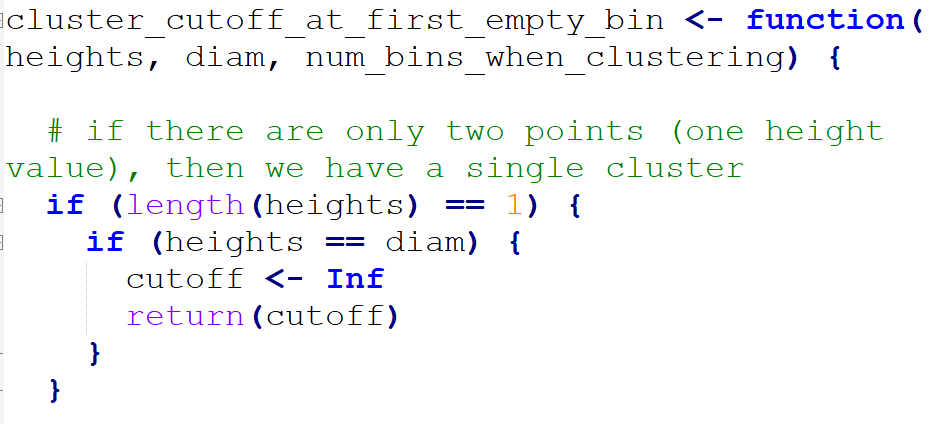 cluster_cutoff_at_first_empty_bin <- function(
heights, diam, num_bins_when_clustering) {
# if there are only two points (one height
value), then we have a single cluster
if (length(heights) == 1) {
if (heights == diam) {
cutoff <- Inf
return(cutoff)
}
}